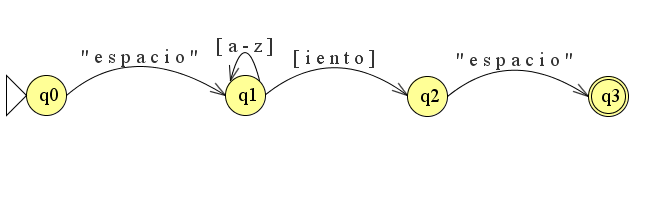 "espacio" [a-z] [iento] "espacio"
q0 q1 q2 q3